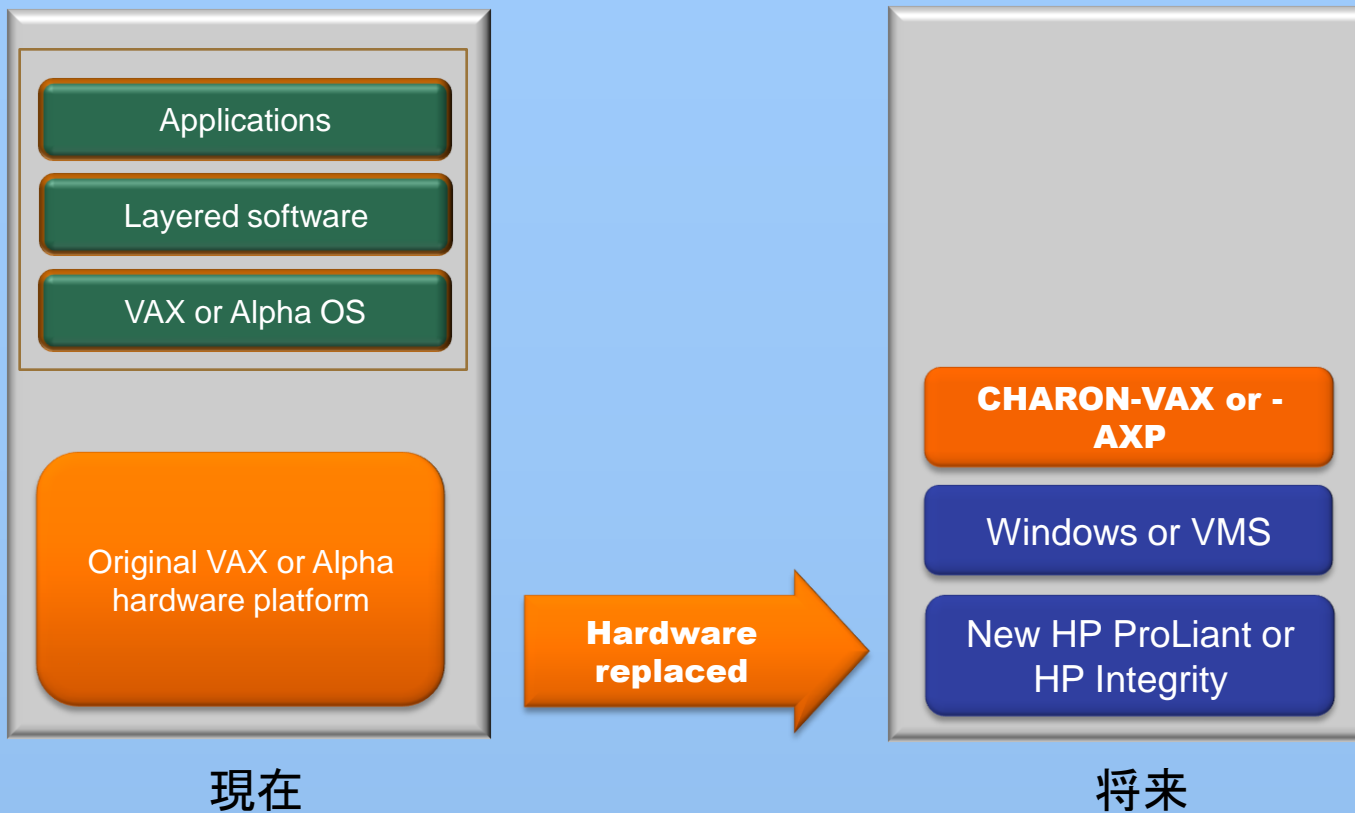 Applications
Layered software
VAX or Alpha OS
Original VAX or Alpha
hardware platform
現在
Hardware
replaced
CHARON-VAX or -
AXP
Windows or VMS
New HP ProLiant or
HP Integrity
将来